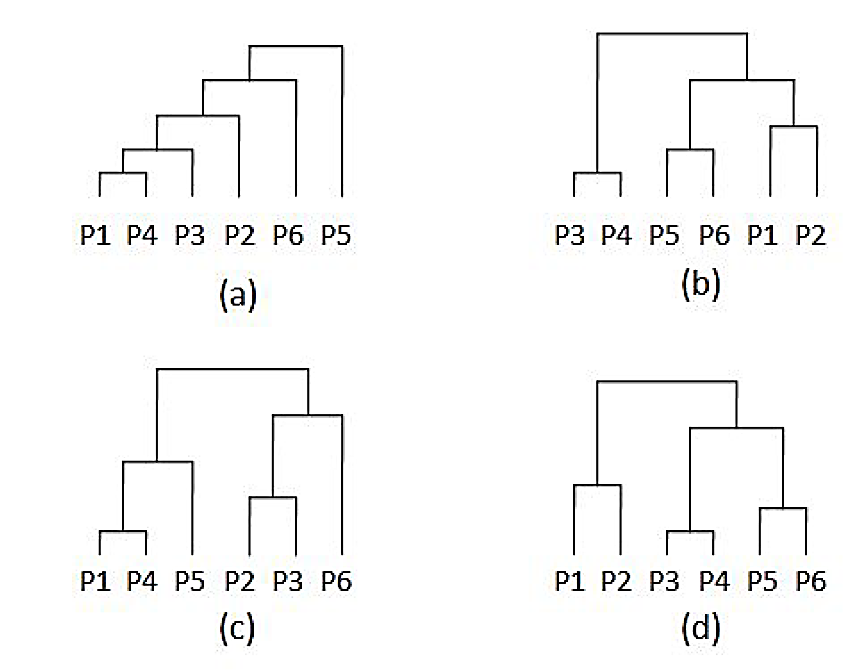 P1 P4 P3 P2 P6 P5
(a)
P3 P4 P5 P6 P1 P2
(b)
P1 P4 P5 P2 P3 P6
(c)
P1 P2 P3 P4 P5 P6
(d)